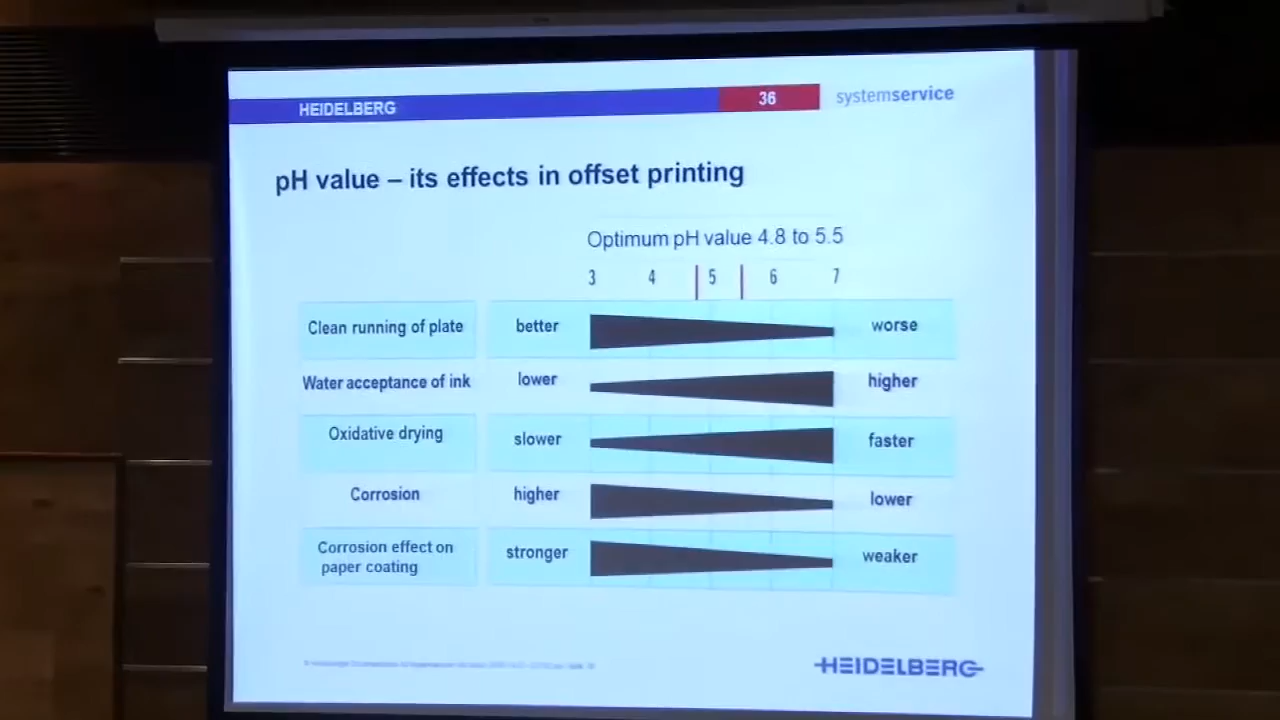 HEIDELBERG
36
systemservice
pH value – its effects in offset printing
Optimum pH value 4.8 to 5.5
3 4 5 6 7
Clean running of plate better worse
Water acceptance of ink lower higher
Oxidative drying slower faster
Corrosion higher lower
Corrosion effect on
paper coating
stronger weaker
HEIDELBERG